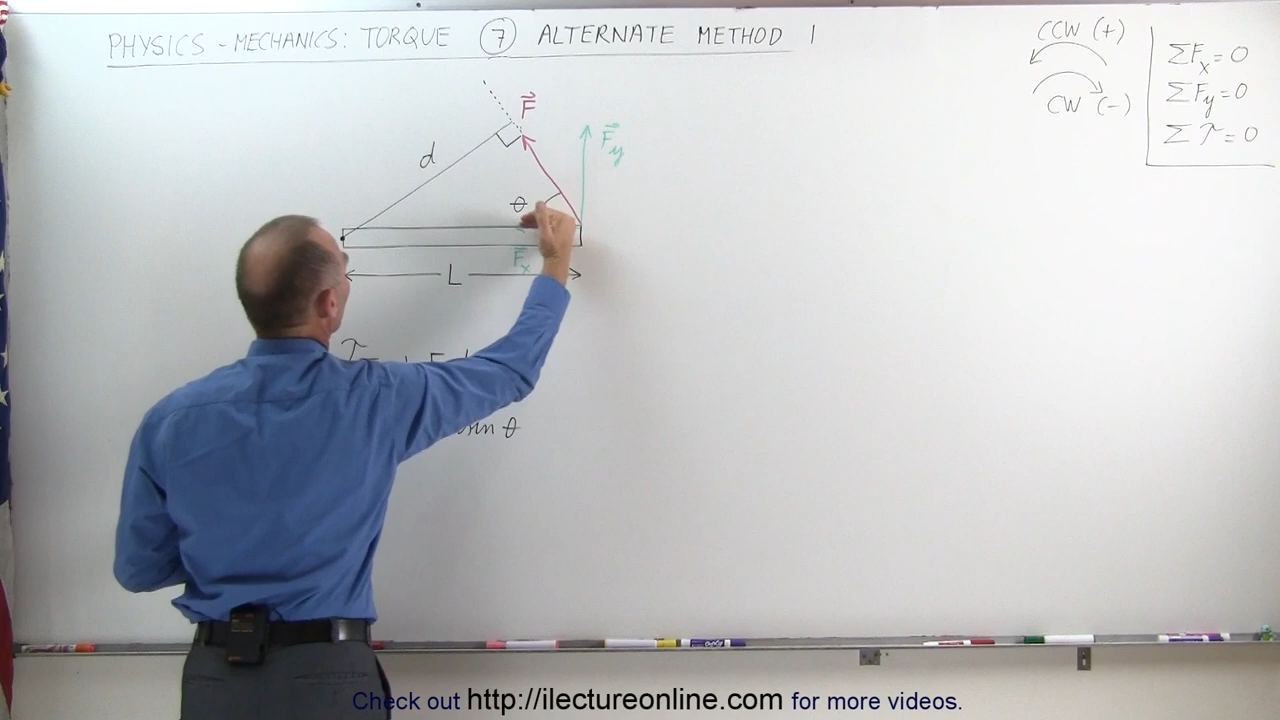 PHYSICS - MECHANICS: TORQUE ⑦ ALTERNATE METHOD 1
CCW (+)
CW (-)
ΣFx = 0
ΣFy = 0
Στ = 0
F
Fy
d
θ
Fx
L
τ = + F
sin θ
Check out http://ilectureonline.com for more videos.